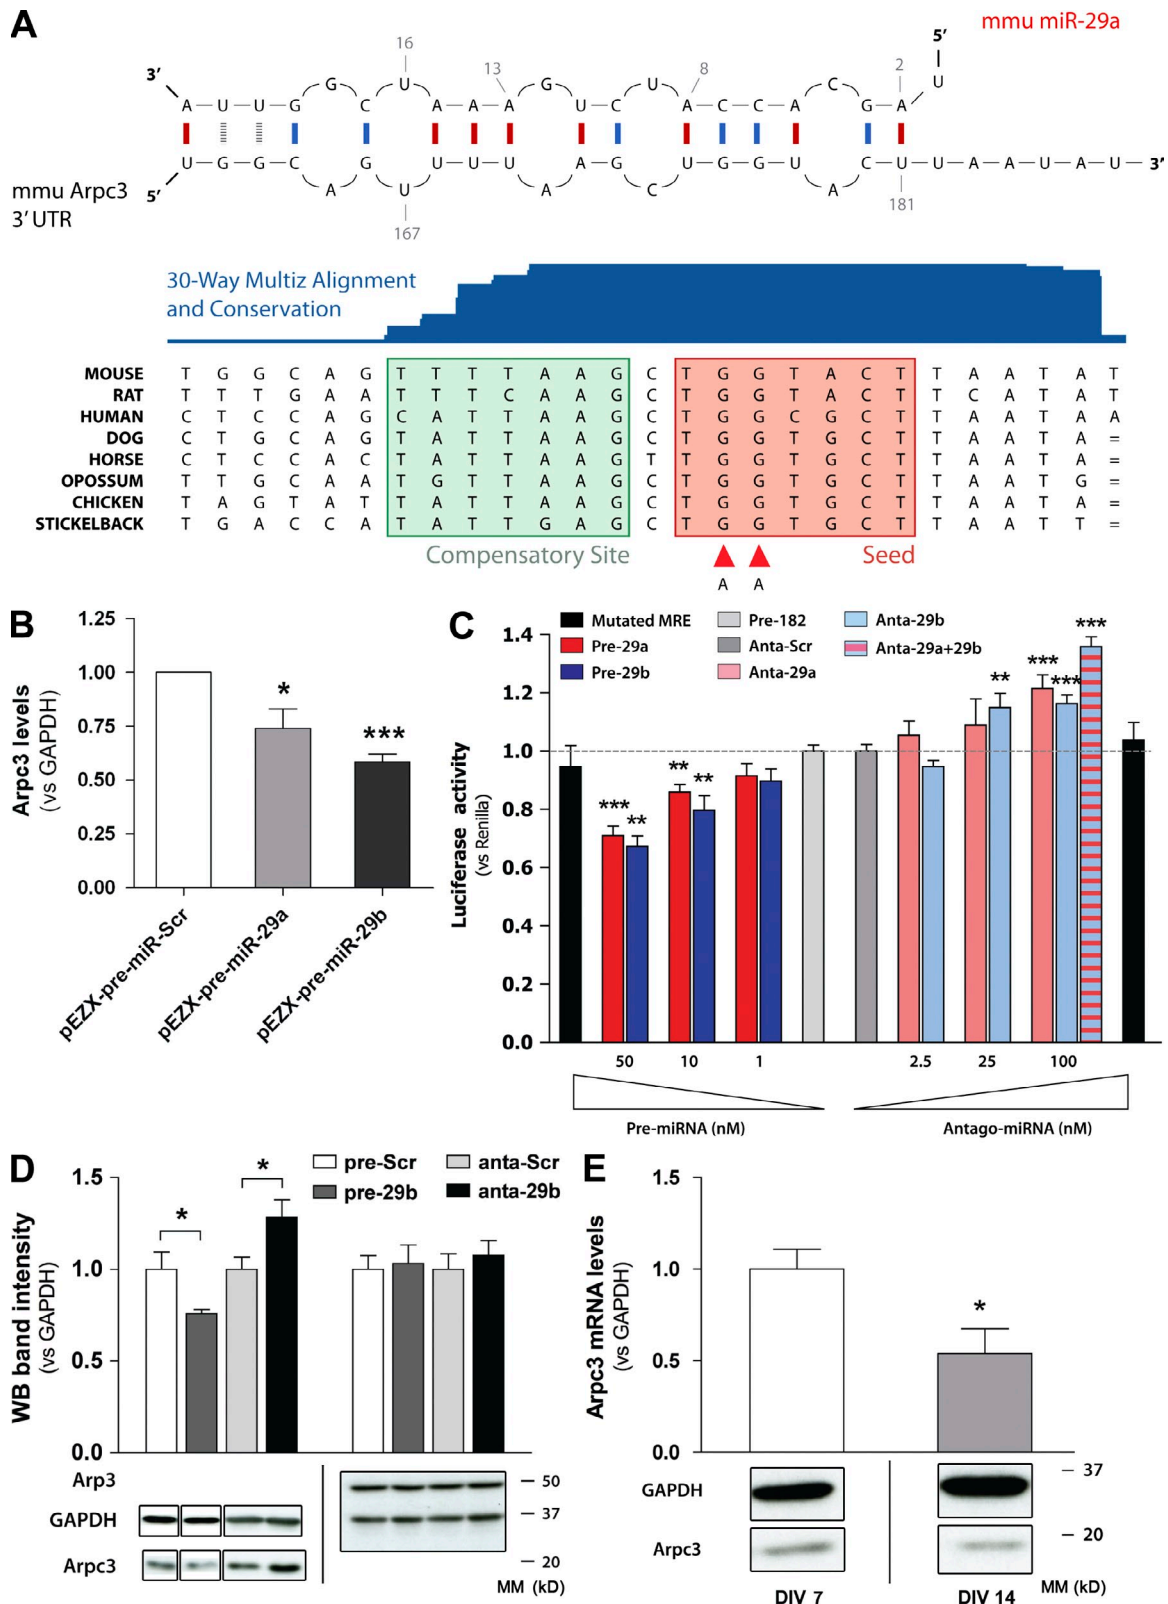 A
mmu miR-29a
5'
16
13
8
2
3'
U
A U U G G C U A A A G U C U A C C A C G A
U G G C A G U U U U A A G C U G G U A C U U A A U A U 3'
5'
mmu Arpc3
3' UTR
167
181
30-Way Multiz Alignment
and Conservation
MOUSE T G G C A G T T T T A A G C T G G T A C T T A A T A T
RAT T T T G A A T T T C A A G C T G G T A C T T C A T A T
HUMAN C T C C A G C A T T A A G C T G G C G C T T A A T A A
DOG C T G C A G T A T T A A G C T G G T G C T T A A T A =
HORSE C T C C A C T A T T A A G T T G G T G C T T A A T A =
OPOSSUM T T G C A A T G T T A A G C T G G T G C T T A A T G =
CHICKEN T A G T A T T A T T A A G C T G G T G C T T A A T A =
STICKELBACK T G A C C A T A T T G A G C T G G T G C T T A A T T =
Compensatory Site
Seed
A A
B
1.25
1.00
0.75
0.50
0.25
0.00
Arpc3 levels
(vs GAPDH)
*
***
pEZX-pre-miR-Scr
pEZX-pre-miR-29a
pEZX-pre-miR-29b
C
Mutated MRE
Pre-29a
Pre-29b
Pre-182
Anta-Scr
Anta-29a
Anta-29b
Anta-29a+29b
1.4
1.2
1.0
0.8
0.6
0.4
0.2
0.0
Luciferase activity
(vs Renilla)
*** ** ** ** ** *** *** ***
50 10 1 2.5 25 100
Pre-miRNA (nM)
Antago-miRNA (nM)
D
pre-Scr
pre-29b
anta-Scr
anta-29b
1.5
1.0
0.5
0.0
WB band intensity
(vs GAPDH)
*
*
Arp3
GAPDH
Arpc3
50
37
20
MM (kD)
E
1.5
1.0
0.5
0.0
Arpc3 mRNA levels
(vs GAPDH)
*
GAPDH
Arpc3
37
20
DIV 7
DIV 14
MM (kD)